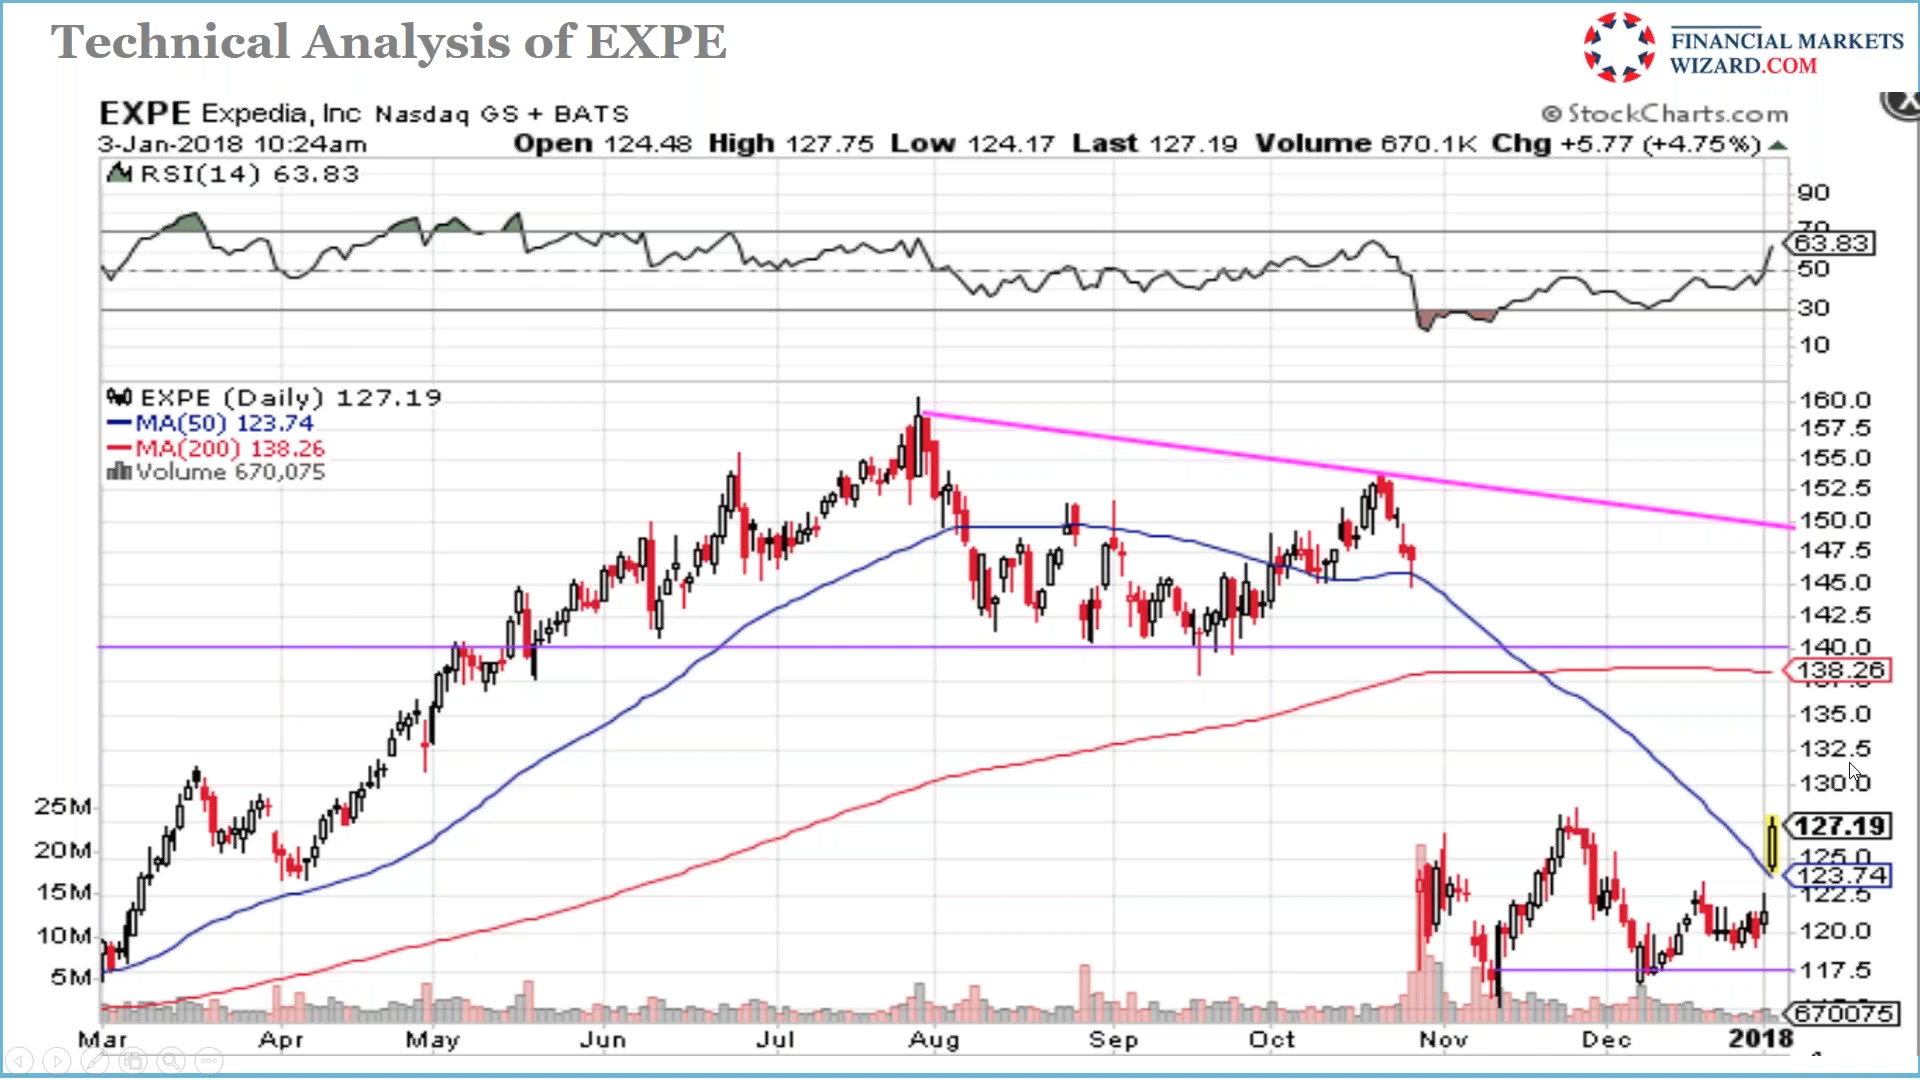 Technical Analysis of EXPE
FINANCIAL MARKETS
WIZARD.COM
EXPE Expedia, Inc Nasdaq GS + BATS
© StockCharts.com
3-Jan-2018 10:24am
Open 124.48 High 127.75 Low 124.17 Last 127.19 Volume 670.1K Chg +5.77 (+4.75%)
RSI(14) 63.83
90
70
63.83
50
30
10
EXPE (Daily) 127.19
MA(50) 123.74
MA(200) 138.26
Volume 670,075
160.0
157.5
155.0
152.5
150.0
147.5
145.0
142.5
140.0
138.26
137.5
135.0
132.5
130.0
127.19
125.0
123.74
122.5
120.0
117.5
670075
25M
20M
15M
10M
5M
Mar Apr May Jun Jul Aug Sep Oct Nov Dec 2018